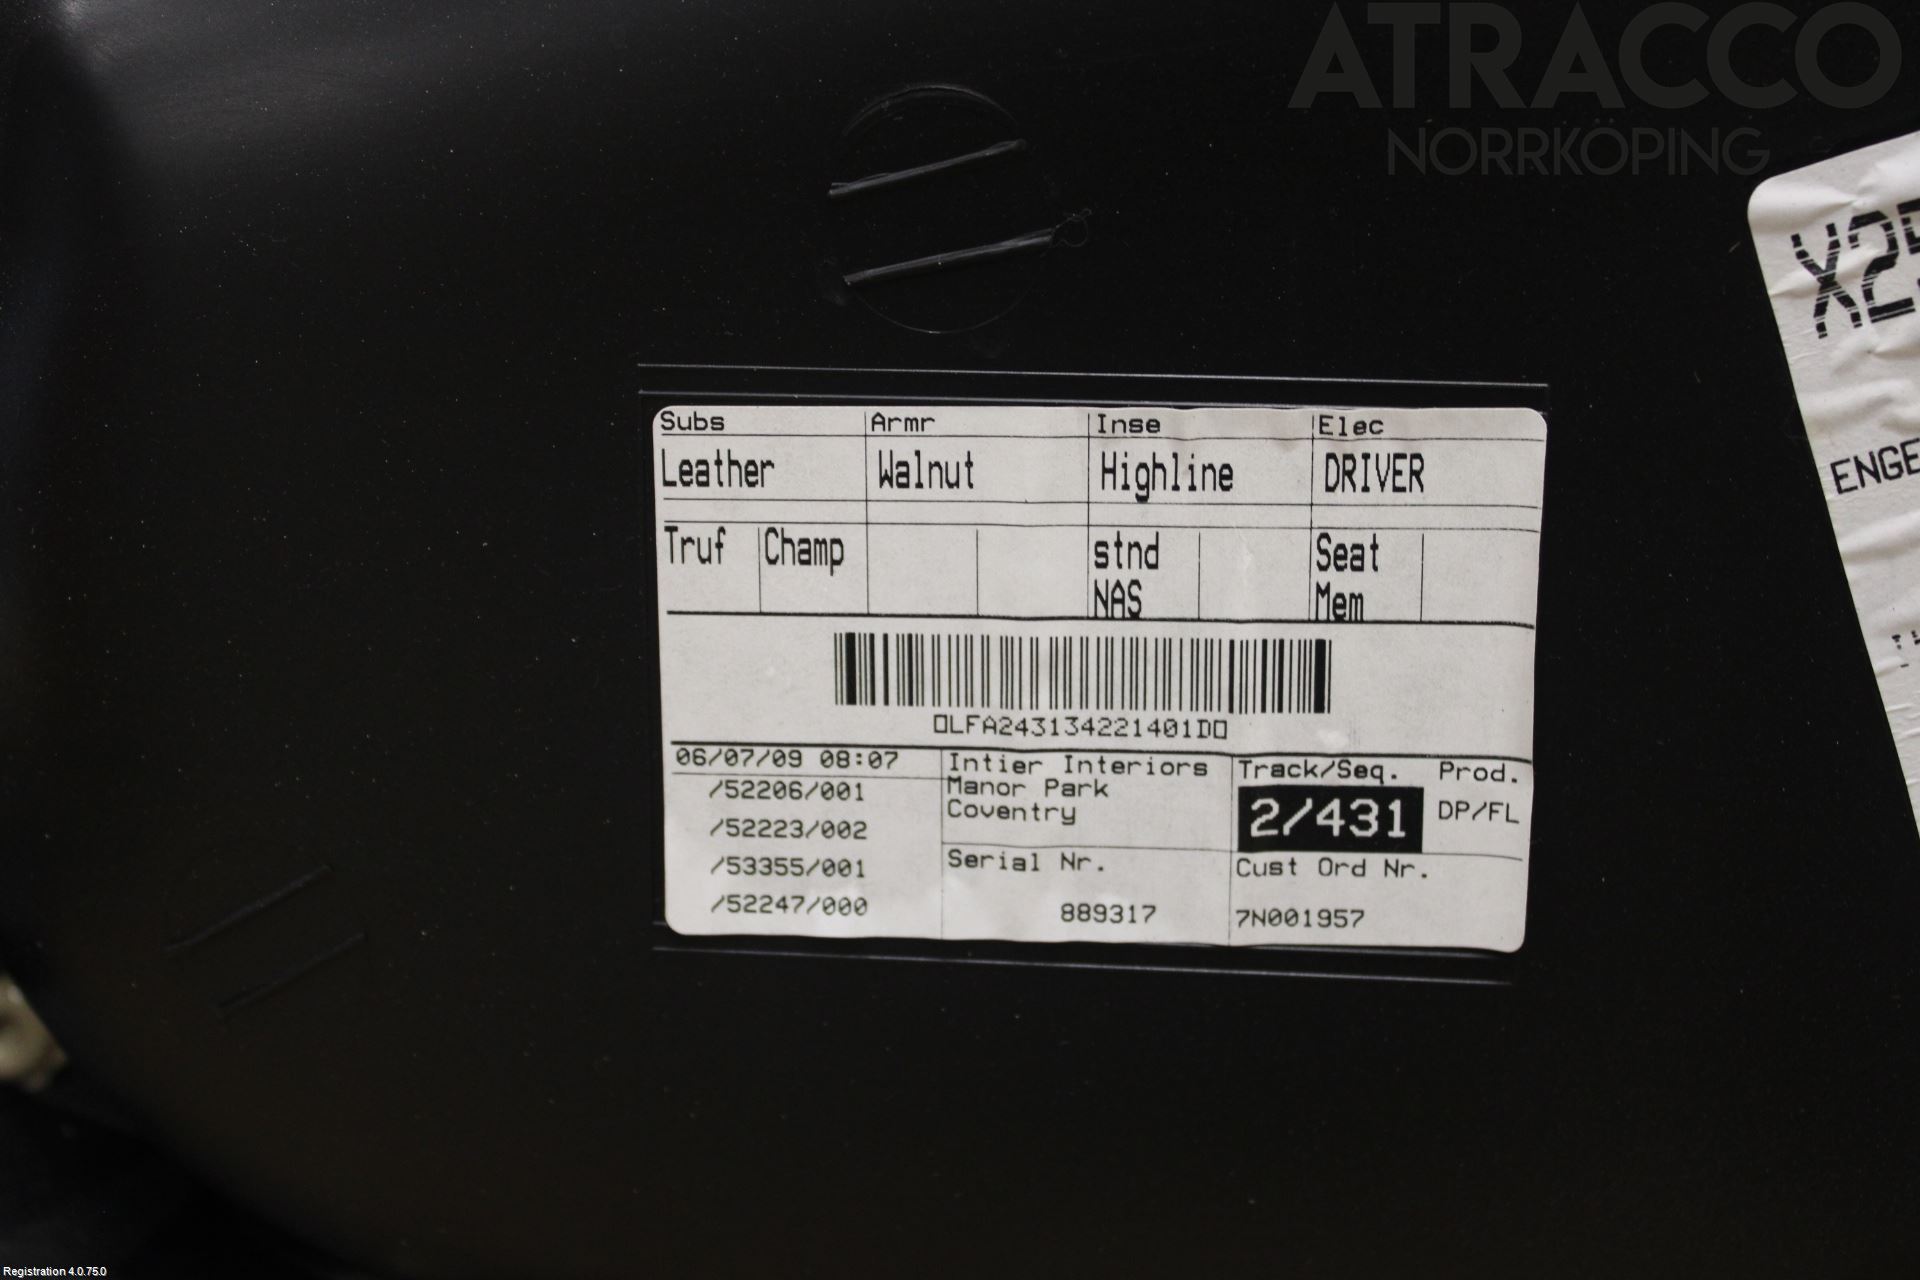 ATRACCO
NORRKÖPING
X2
ENGE
Subs Armr Inse Elec
Leather Walnut Highline DRIVER
Truf Champ stnd Seat
NAS Mem
▯LFA243134221401D▯
06/07/09 08:07
/52206/001
/52223/002
/53355/001
/52247/000
Intier Interiors
Manor Park
Coventry
Serial Nr.
889317
Track/Seq. Prod.
2/431 DP/FL
Cust Ord Nr.
7N001957
Registration 4.0.75.0